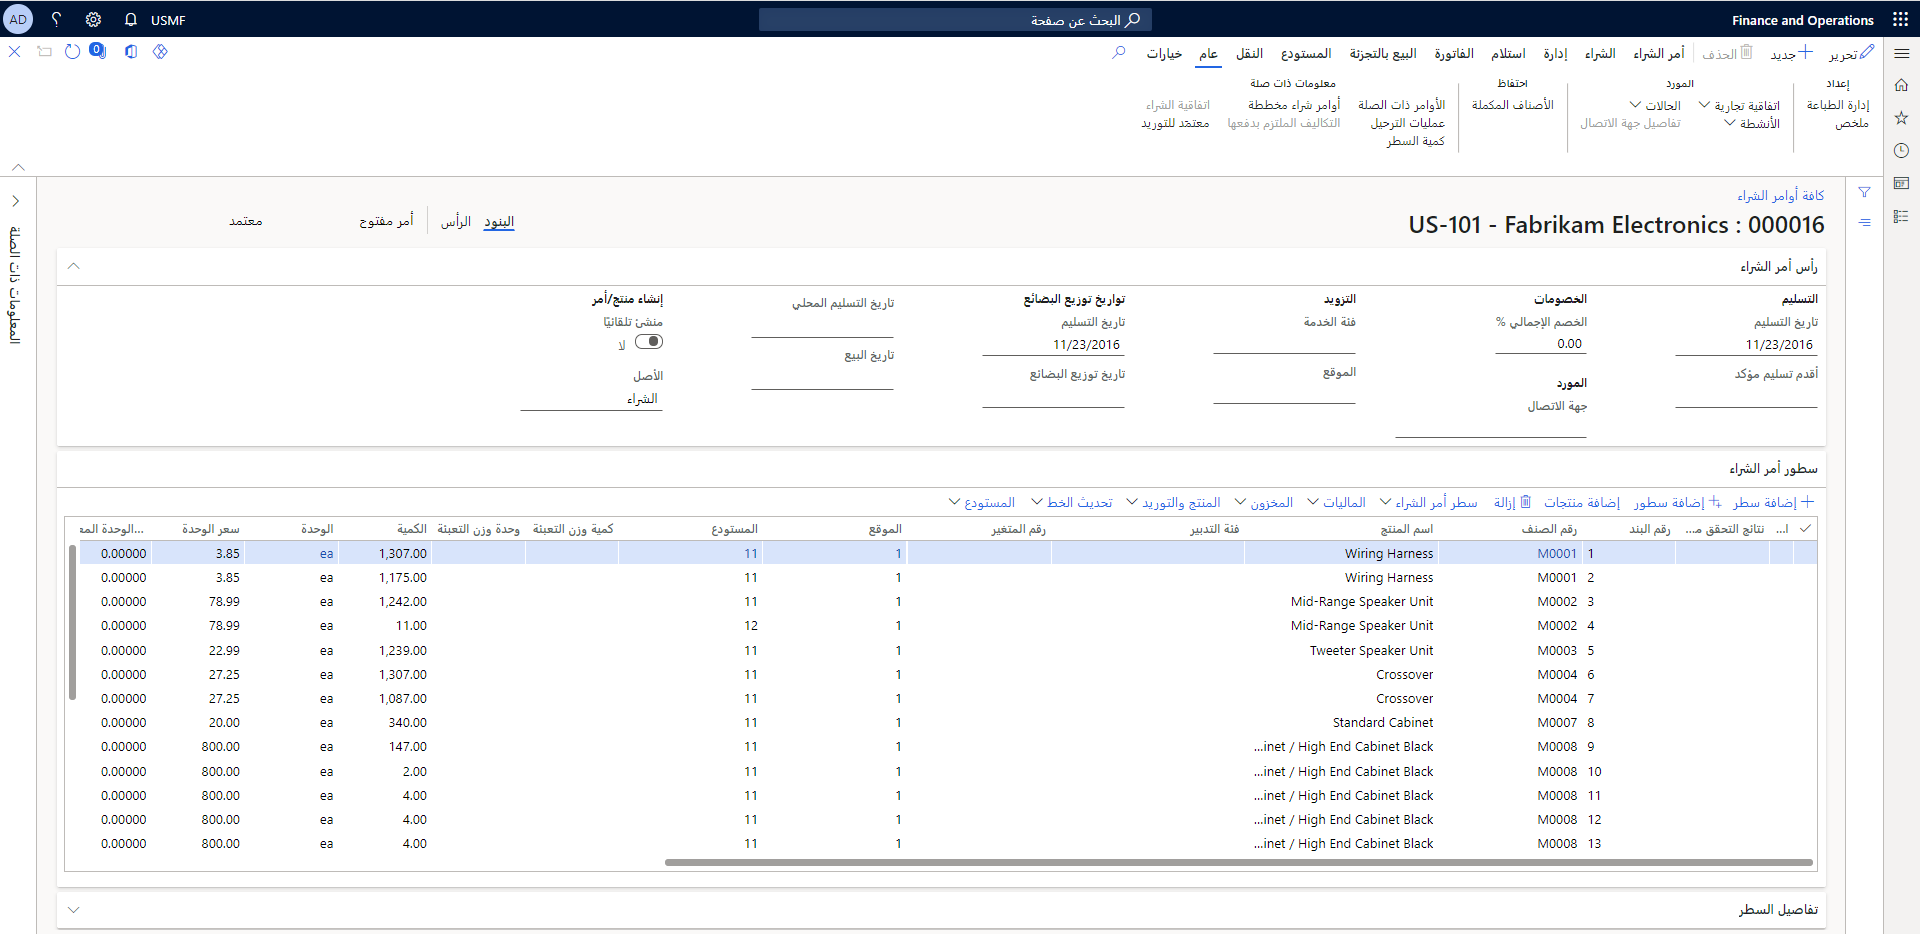 Finance and Operations
البحث عن صفحة
USMF
AD
تحرير
جديد
الحذف
أمر الشراء
الشراء
إدارة
استلام
الفاتورة
البيع بالتجزئة
المستودع
النقل
عام
خيارات
0
إعداد
إدارة الطباعة
ملخص
المورد
اتفاقية تجارية
الأنشطة
الحالات
تفاصيل جهة الاتصال
احتفاظ
الأصناف المكملة
معلومات ذات صلة
الأوامر ذات الصلة
عمليات الترحيل
كمية السطر
أوامر شراء مخططة
التكاليف الملتزم بدفعها
اتفاقية الشراء
معتمد للتوريد
كافة أوامر الشراء
US-101 - Fabrikam Electronics : 000016
البنود
الرأس
أمر مفتوح
معتمد
المعلومات ذات الصلة
رأس أمر الشراء
التسليم
تاريخ التسليم
11/23/2016
أقدم تسليم مؤكد
الخصومات
الخصم الإجمالي %
0.00
المورد
جهة الاتصال
التزويد
فئة الخدمة
الموقع
تواريخ توزيع البضائع
تاريخ التسليم
11/23/2016
تاريخ توزيع البضائع
تاريخ التسليم المحلي
تاريخ البيع
إنشاء منتج/أمر
منشئ تلقائيًا
لا
الأصل
الشراء
سطور أمر الشراء
إضافة سطر
إضافة سطور
إضافة منتجات
إزالة
سطر أمر الشراء
الماليات
المخزون
المنتج والتوريد
تحديث الخط
المستودع
ا... نتائج التحقق مـ... رقم البند رقم الصنف اسم المنتج فئة التدبير رقم المتغير الموقع المستودع كمية وزن التعبئة وحدة وزن التعبئة الكمية الوحدة سعر الوحدة الوحدة المع...
1 M0001 Wiring Harness 1 11 1,307.00 ea 3.85 0.00000
2 M0001 Wiring Harness 1 11 1,175.00 ea 3.85 0.00000
3 M0002 Mid-Range Speaker Unit 1 11 1,242.00 ea 78.99 0.00000
4 M0002 Mid-Range Speaker Unit 1 12 11.00 ea 78.99 0.00000
5 M0003 Tweeter Speaker Unit 1 11 1,239.00 ea 22.99 0.00000
6 M0004 Crossover 1 11 1,307.00 ea 27.25 0.00000
7 M0004 Crossover 1 11 1,087.00 ea 27.25 0.00000
8 M0007 Standard Cabinet 1 11 340.00 ea 20.00 0.00000
9 M0008 ...inet / High End Cabinet Black 1 11 147.00 ea 800.00 0.00000
10 M0008 ...inet / High End Cabinet Black 1 11 2.00 ea 800.00 0.00000
11 M0008 ...inet / High End Cabinet Black 1 11 4.00 ea 800.00 0.00000
12 M0008 ...inet / High End Cabinet Black 1 11 4.00 ea 800.00 0.00000
13 M0008 ...inet / High End Cabinet Black 1 11 4.00 ea 800.00 0.00000
تفاصيل السطر